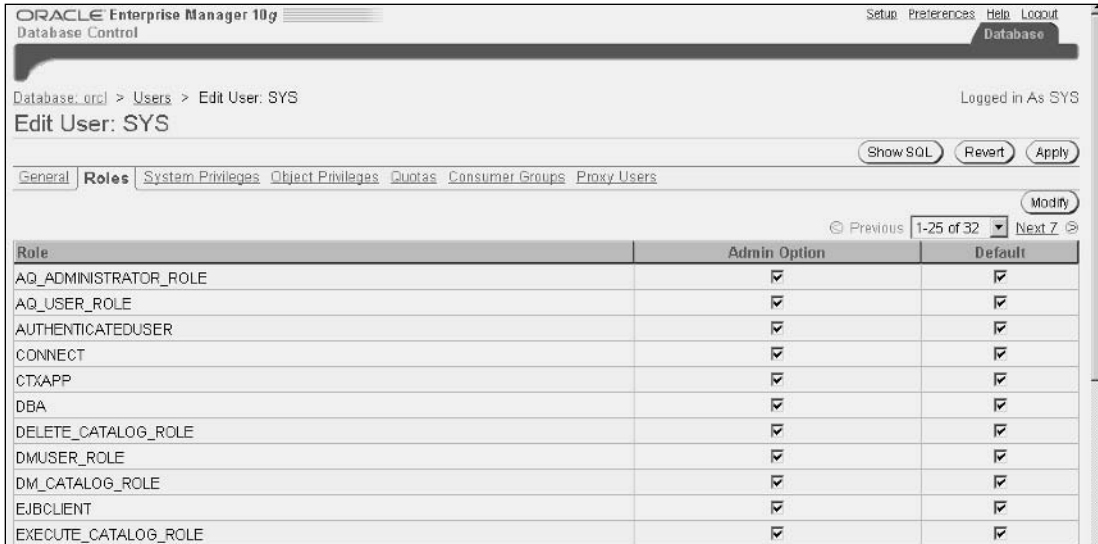 ORACLE Enterprise Manager 10g
Database Control
Setup Preferences Help Logout
Database
Database: orcl > Users > Edit User: SYS
Logged in As SYS
Edit User: SYS
Show SQL Revert Apply
General Roles System Privileges Object Privileges Quotas Consumer Groups Proxy Users
Modify
Previous 1-25 of 32 Next 7
Role Admin Option Default
AQ_ADMINISTRATOR_ROLE
AQ_USER_ROLE
AUTHENTICATEDUSER
CONNECT
CTXAPP
DBA
DELETE_CATALOG_ROLE
DMUSER_ROLE
DM_CATALOG_ROLE
EJBCLIENT
EXECUTE_CATALOG_ROLE